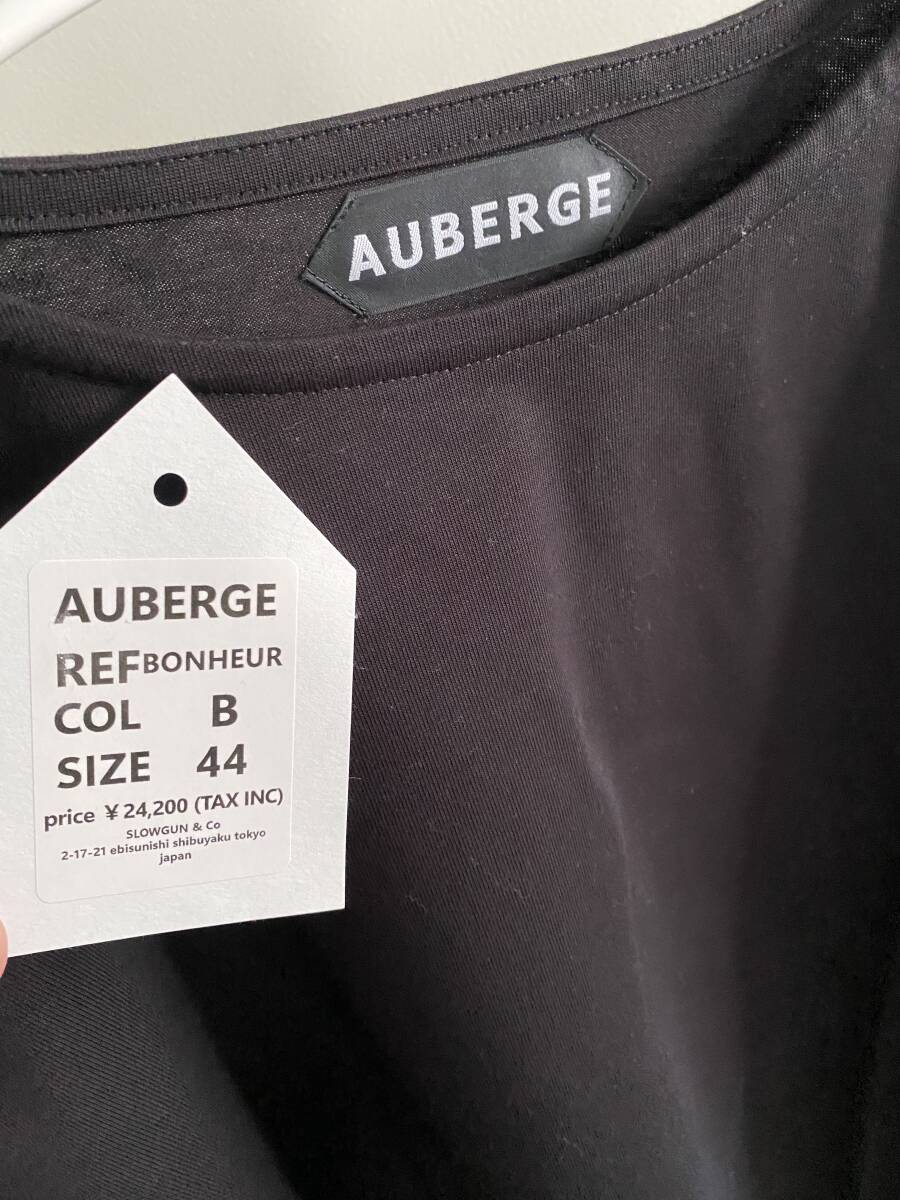 AUBERGE
AUBERGE
REF BONHEUR
COL B
SIZE 44
price ¥24,200 (TAX INC)
SLOWGUN & Co
2-17-21 ebisunishi shibuyaku tokyo
japan